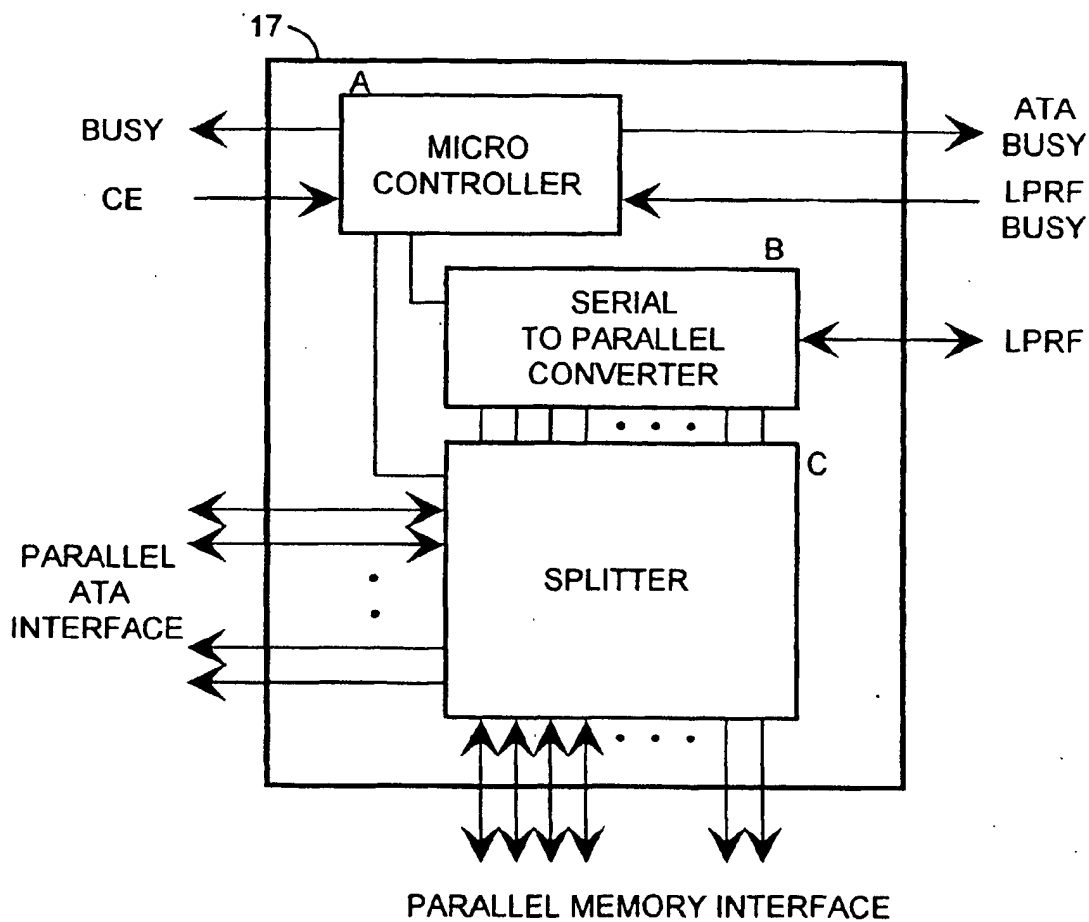 17
A
BUSY
CE
MICRO
CONTROLLER
ATA
BUSY
LPRF
BUSY
B
SERIAL
TO PARALLEL
CONVERTER
LPRF
C
SPLITTER
PARALLEL
ATA
INTERFACE
PARALLEL MEMORY INTERFACE